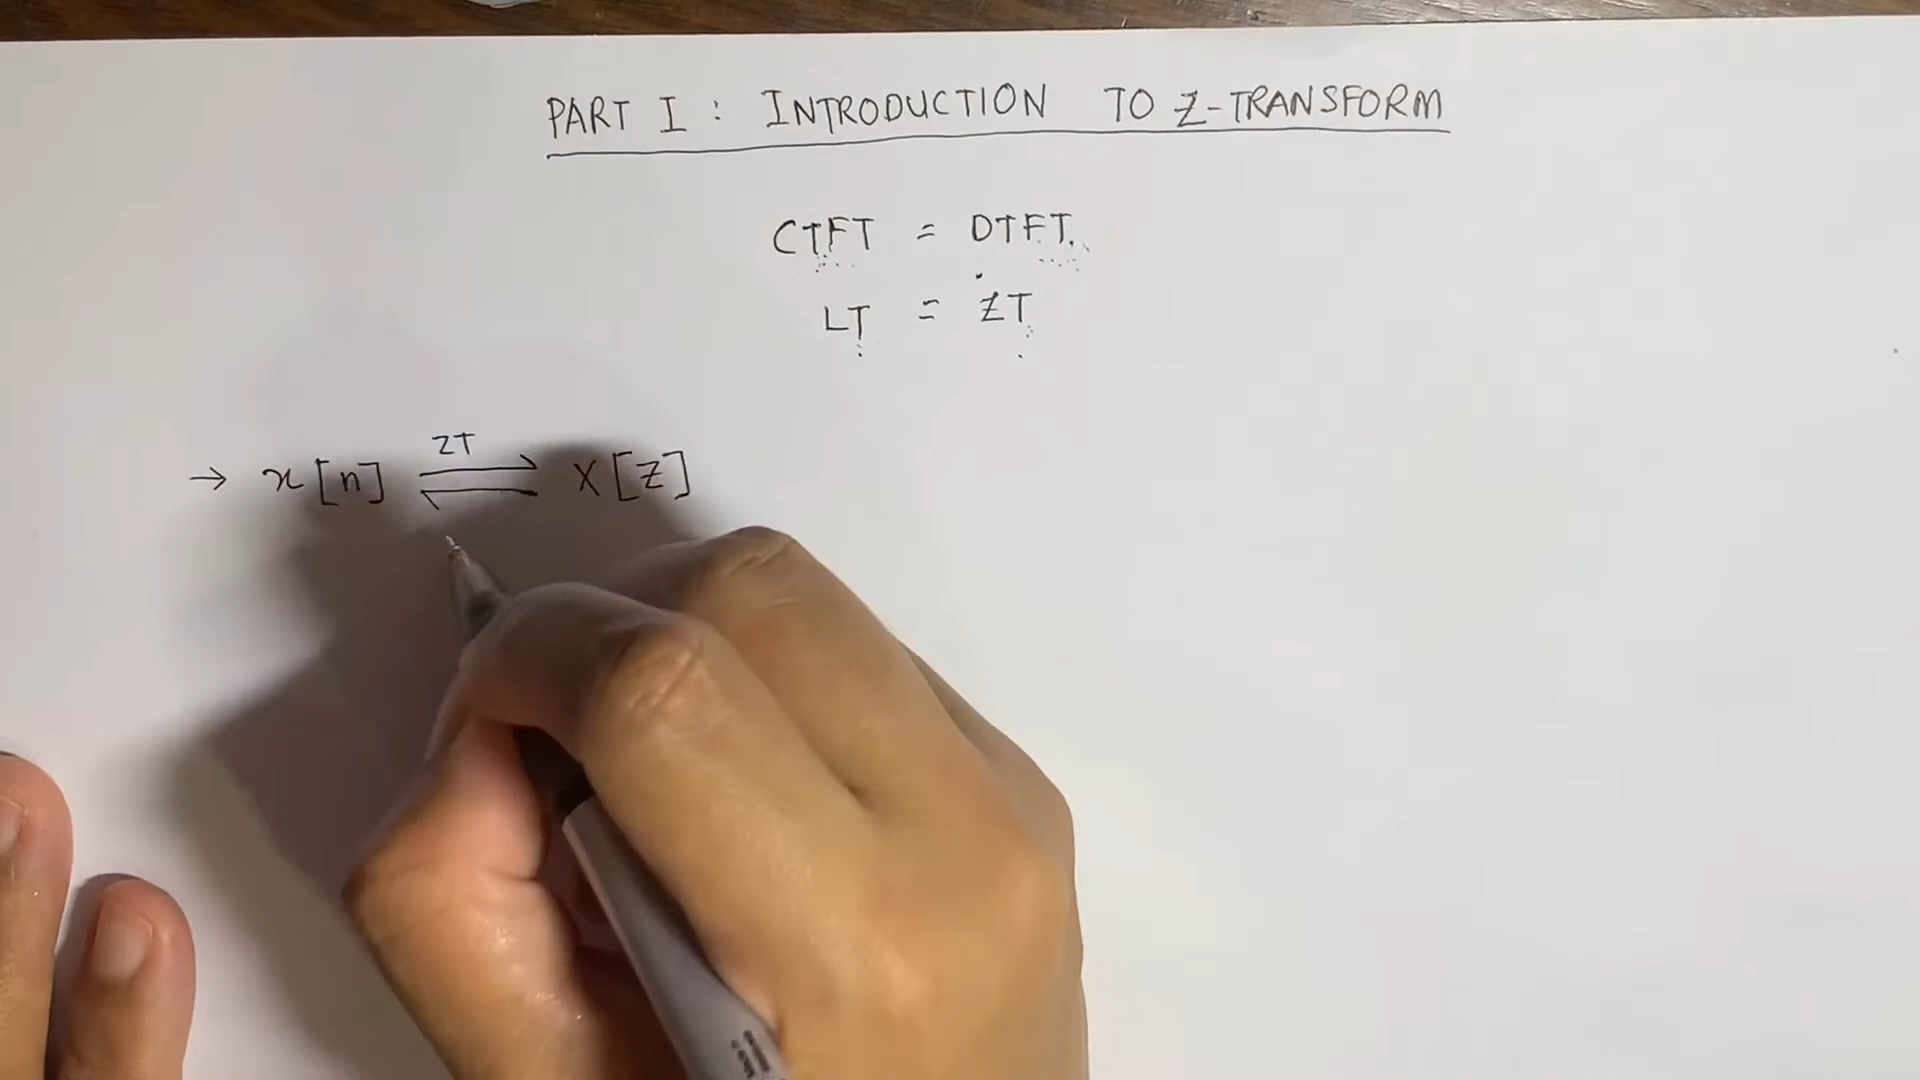 PART I : INTRODUCTION TO Z-TRANSFORM
CTFT = DTFT
LT = ZT
ZT
→ x[n] ⇌ X[Z]